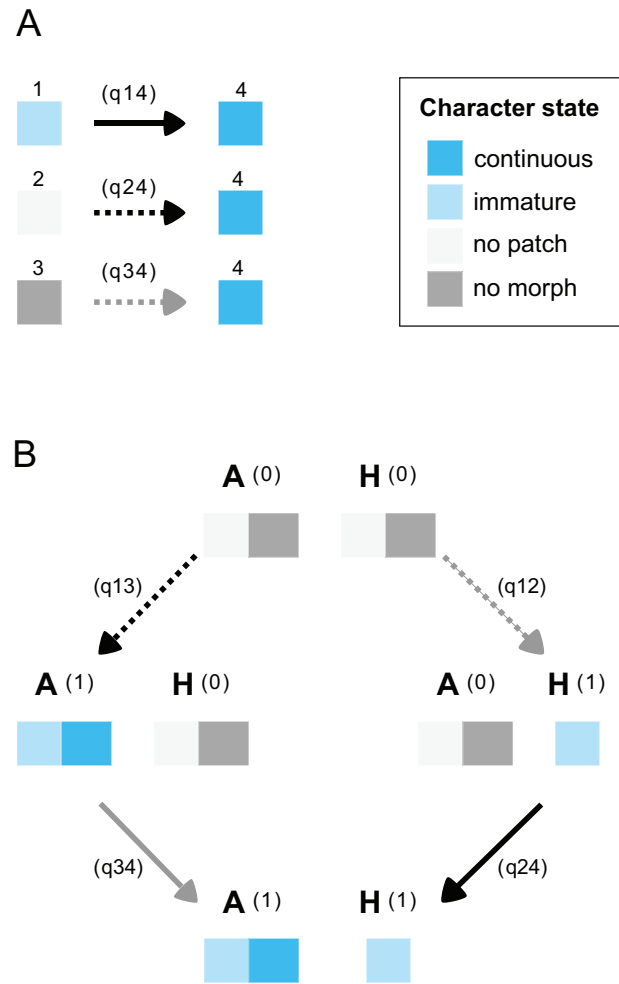 A
1 (q14) 4
2 (q24) 4
3 (q34) 4
Character state
continuous
immature
no patch
no morph
B
A (0) H (0)
(q13) (q12)
A (1) H (0) A (0) H (1)
(q34) (q24)
A (1) H (1)